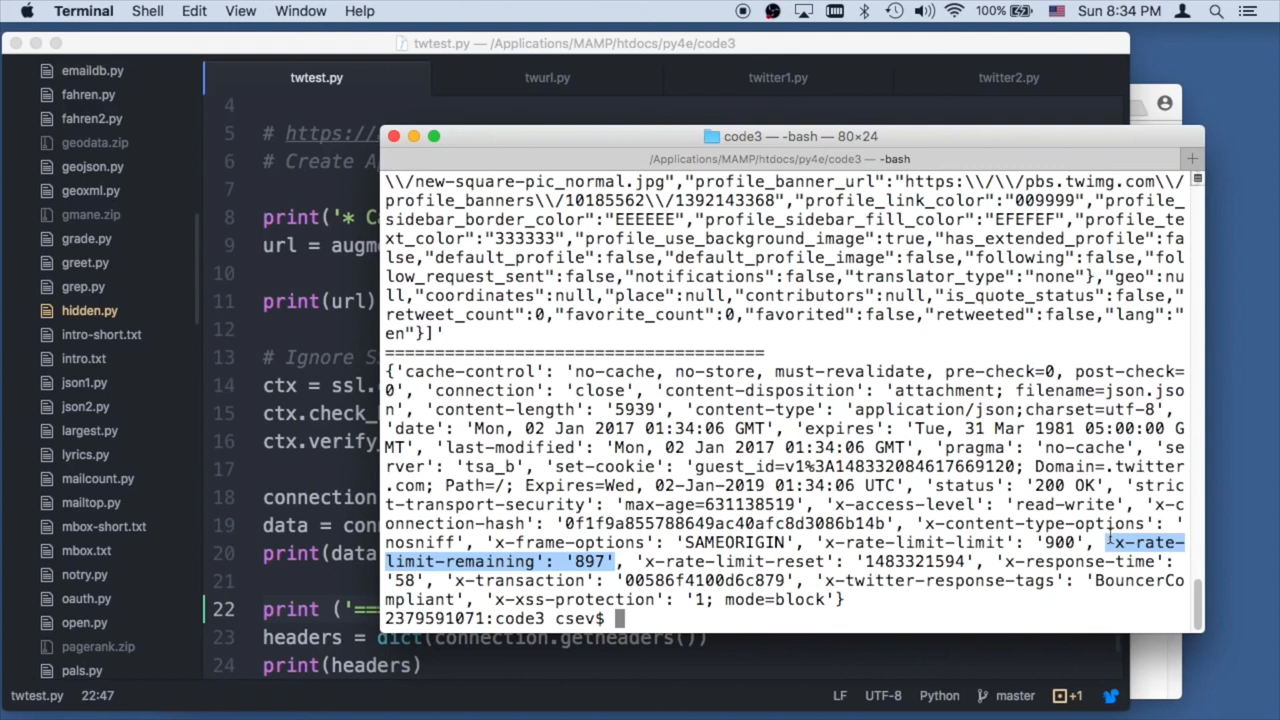 Terminal Shell Edit View Window Help 100% Sun 8:34 PM
twtest.py — /Applications/MAMP/htdocs/py4e/code3
emaildb.py
fahren.py
fahren2.py
geodata.zip
geojson.py
geoxml.py
gmane.zip
grade.py
greet.py
grep.py
hidden.py
intro-short.txt
intro.txt
json1.py
json2.py
largest.py
lyrics.py
mailcount.py
mailtop.py
mbox-short.txt
mbox.txt
notry.py
oauth.py
open.py
pagerank.zip
pals.py
twtest.py twurl.py twitter1.py twitter2.py
4
5 # https://
6 # Create A
7
8 print('* C
9 url = augm
10
11 print(url)
12
13 # Ignore S
14 ctx = ssl.
15 ctx.check_
16 ctx.verify_
17
18 connection
19 data = conn
20 print(data
22 print ('==
23 headers = dict(connection.getheaders())
24 print(headers)
code3 — -bash — 80×24
/Applications/MAMP/htdocs/py4e/code3 — -bash
\\/new-square-pic_normal.jpg","profile_banner_url":"https:\\/\\/pbs.twimg.com\\/
profile_banners\\/10185562\\/1392143368","profile_link_color":"009999","profile_
sidebar_border_color":"EEEEEE","profile_sidebar_fill_color":"EFEFEF","profile_te
xt_color":"333333","profile_use_background_image":true,"has_extended_profile":fa
lse,"default_profile":false,"default_profile_image":false,"following":false,"fol
low_request_sent":false,"notifications":false,"translator_type":"none"},"geo":nu
ll,"coordinates":null,"place":null,"contributors":null,"is_quote_status":false,"
retweet_count":0,"favorite_count":0,"favorited":false,"retweeted":false,"lang":"
en"}]'
======================================
{'cache-control': 'no-cache, no-store, must-revalidate, pre-check=0, post-check=
0', 'connection': 'close', 'content-disposition': 'attachment; filename=json.jso
n', 'content-length': '5939', 'content-type': 'application/json;charset=utf-8',
'date': 'Mon, 02 Jan 2017 01:34:06 GMT', 'expires': 'Tue, 31 Mar 1981 05:00:00 G
MT', 'last-modified': 'Mon, 02 Jan 2017 01:34:06 GMT', 'pragma': 'no-cache', 'se
rver': 'tsa_b', 'set-cookie': 'guest_id=v1%3A148332084617669120; Domain=.twitter
.com; Path=/; Expires=Wed, 02-Jan-2019 01:34:06 UTC', 'status': '200 OK', 'stric
t-transport-security': 'max-age=631138519', 'x-access-level': 'read-write', 'x-c
onnection-hash': '0f1f9a855788649ac40afc8d3086b14b', 'x-content-type-options': '
nosniff', 'x-frame-options': 'SAMEORIGIN', 'x-rate-limit-limit': '900', 'x-rate-
limit-remaining': '897', 'x-rate-limit-reset': '1483321594', 'x-response-time':
'58', 'x-transaction': '00586f4100d6c879', 'x-twitter-response-tags': 'BouncerCo
mpliant', 'x-xss-protection': '1; mode=block'}
2379591071:code3 csev$
twtest.py 22:47 LF UTF-8 Python master +1